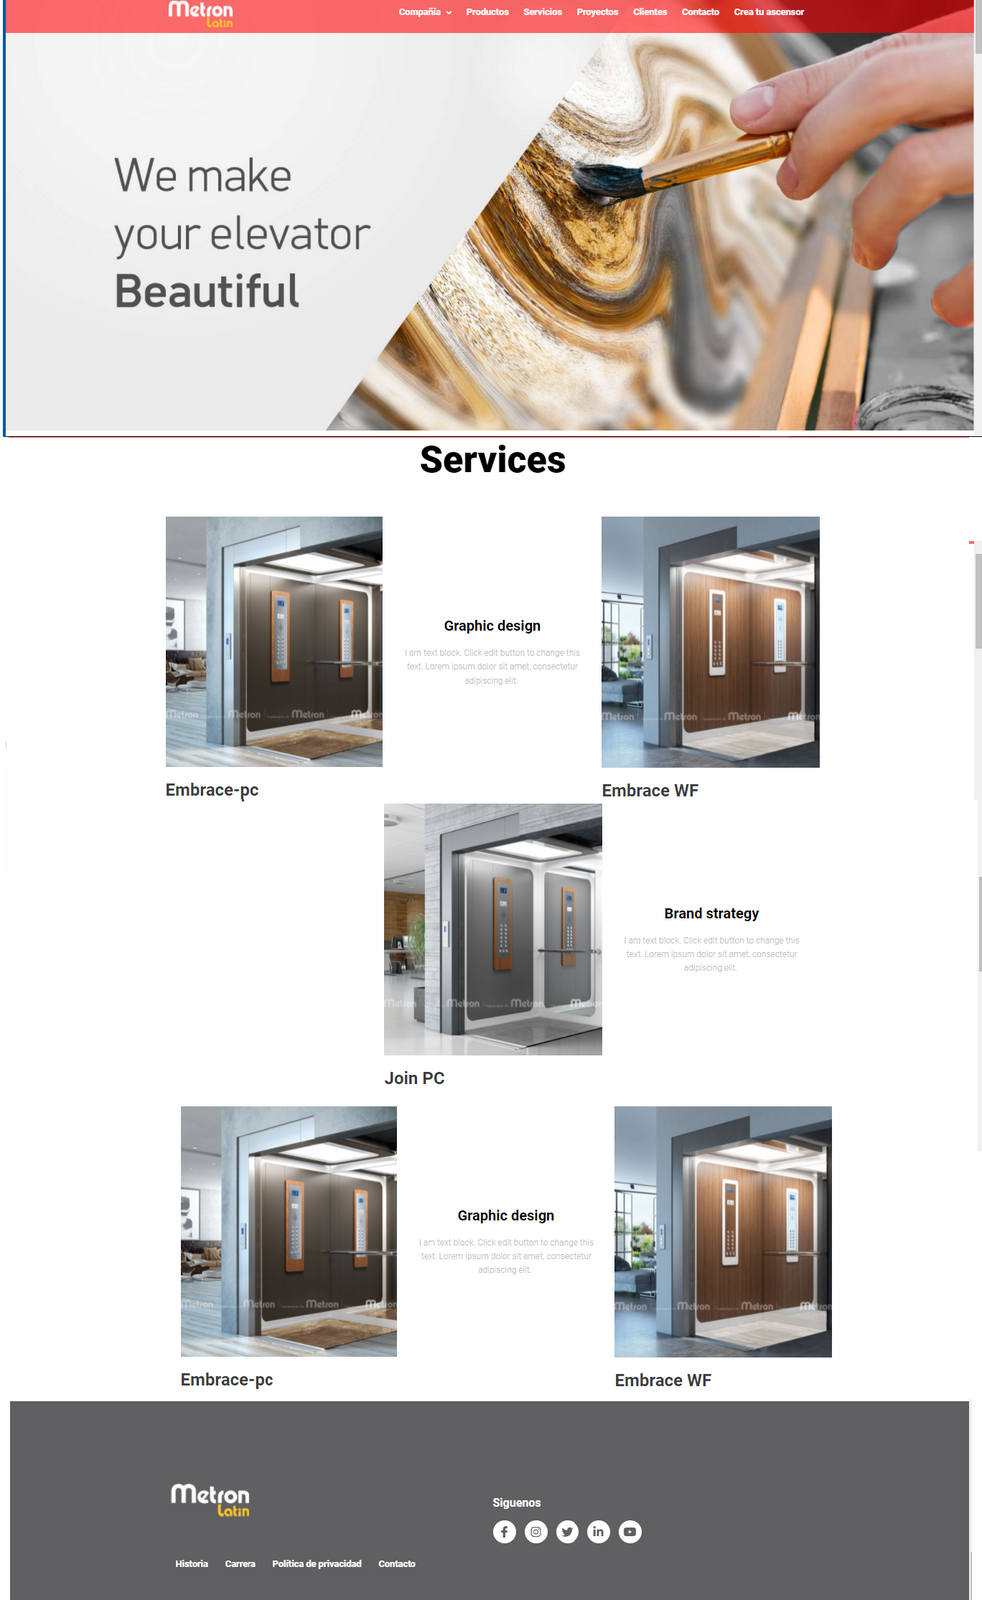 Metron
Latin
Compañía Productos Servicios Proyectos Clientes Contacto Crea tu ascensor
We make
your elevator
Beautiful
Services
Graphic design
I am text block. Click edit button to change this
text. Lorem ipsum dolor sit amet, consectetur
adipiscing elit.
Metron Metron Metron
Metron Metron Metron Metron
Embrace-pc
Embrace WF
Brand strategy
I am text block. Click edit button to change this
text. Lorem ipsum dolor sit amet, consectetur
adipiscing elit.
Metron Metron Metron Metron
Join PC
Graphic design
I am text block. Click edit button to change this
text. Lorem ipsum dolor sit amet, consectetur
adipiscing elit.
Metron Metron Metron
Metron Metron Metron Metron
Embrace-pc
Embrace WF
Metron
Latin
Siguenos
Historia Carrera Política de privacidad Contacto